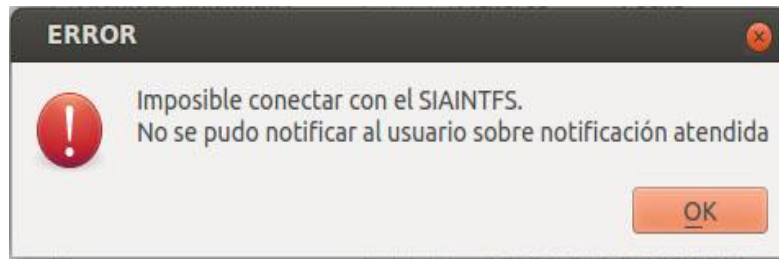 ERROR
Imposible conectar con el SIAINTFS.
No se pudo notificar al usuario sobre notificación atendida
OK